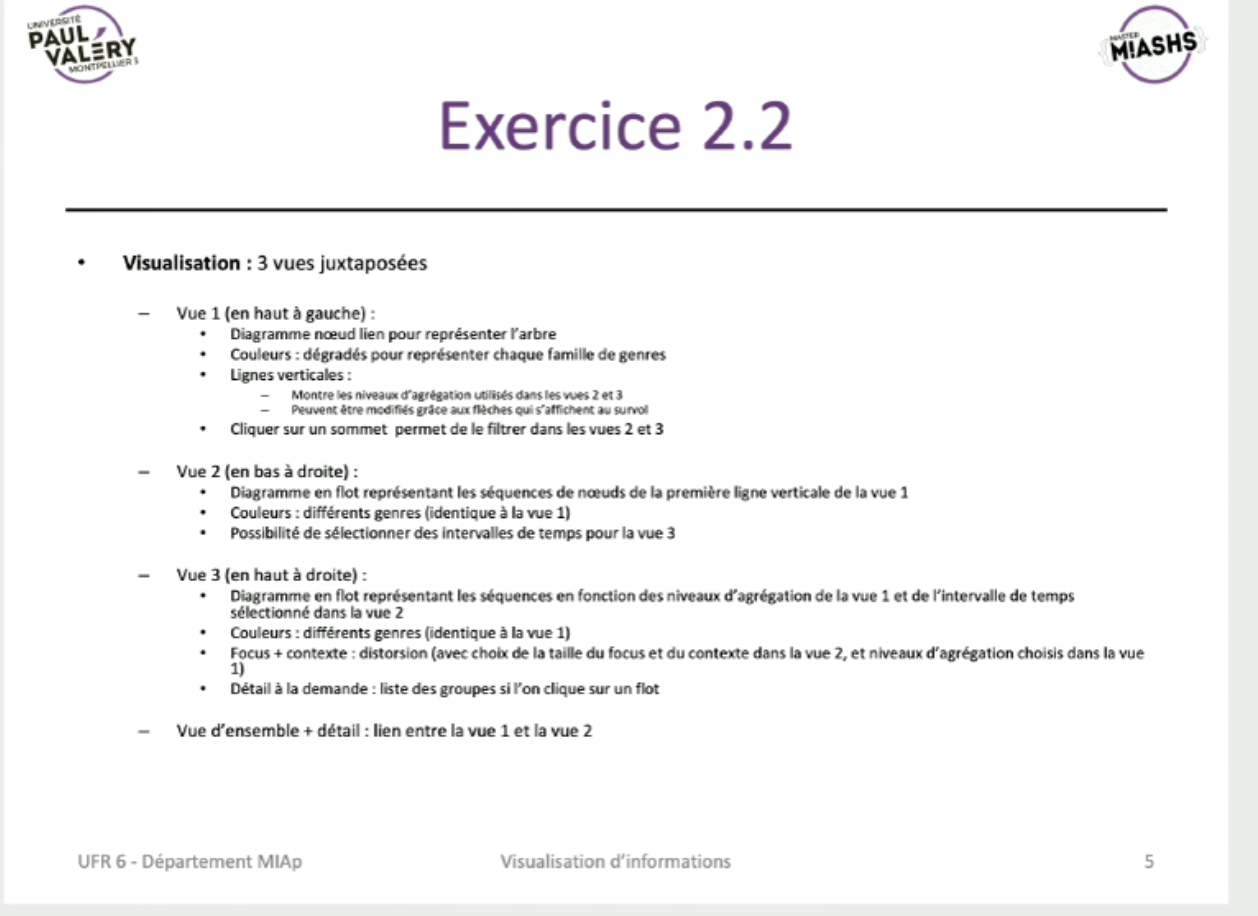 UNIVERSITÉ
PAUL
VALÉRY
MONTPELLIER 3
MASTER
M!ASHS
Exercice 2.2
• Visualisation : 3 vues juxtaposées
– Vue 1 (en haut à gauche) :
• Diagramme nœud lien pour représenter l'arbre
• Couleurs : dégradés pour représenter chaque famille de genres
• Lignes verticales :
– Montre les niveaux d'agrégation utilisés dans les vues 2 et 3
– Peuvent être modifiés grâce aux flèches qui s'affichent au survol
• Cliquer sur un sommet permet de le filtrer dans les vues 2 et 3
– Vue 2 (en bas à droite) :
• Diagramme en flot représentant les séquences de nœuds de la première ligne verticale de la vue 1
• Couleurs : différents genres (identique à la vue 1)
• Possibilité de sélectionner des intervalles de temps pour la vue 3
– Vue 3 (en haut à droite) :
• Diagramme en flot représentant les séquences en fonction des niveaux d'agrégation de la vue 1 et de l'intervalle de temps
sélectionné dans la vue 2
• Couleurs : différents genres (identique à la vue 1)
• Focus + contexte : distorsion (avec choix de la taille du focus et du contexte dans la vue 2, et niveaux d'agrégation choisis dans la vue
1)
• Détail à la demande : liste des groupes si l'on clique sur un flot
– Vue d'ensemble + détail : lien entre la vue 1 et la vue 2
UFR 6 - Département MIAp
Visualisation d'informations
5